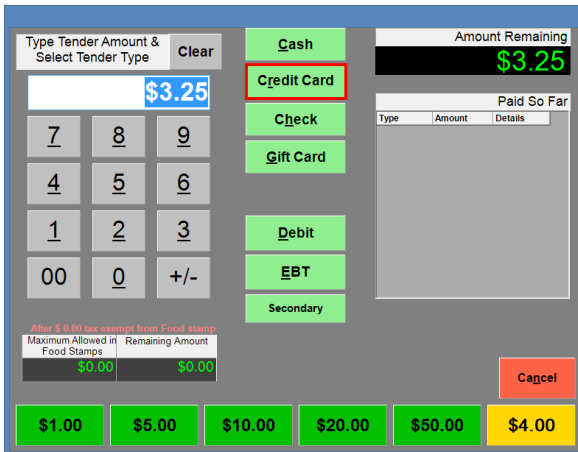 Type Tender Amount &
Select Tender Type
Clear
$3.25
7 8 9
4 5 6
1 2 3
00 0 +/-
After $ 0.00 tax exempt from Food stamp
Maximum Allowed in
Food Stamps
Remaining Amount
$0.00 $0.00
Cash
Credit Card
Check
Gift Card
Debit
EBT
Secondary
Amount Remaining
$3.25
Paid So Far
Type Amount Details
Cancel
$1.00 $5.00 $10.00 $20.00 $50.00 $4.00